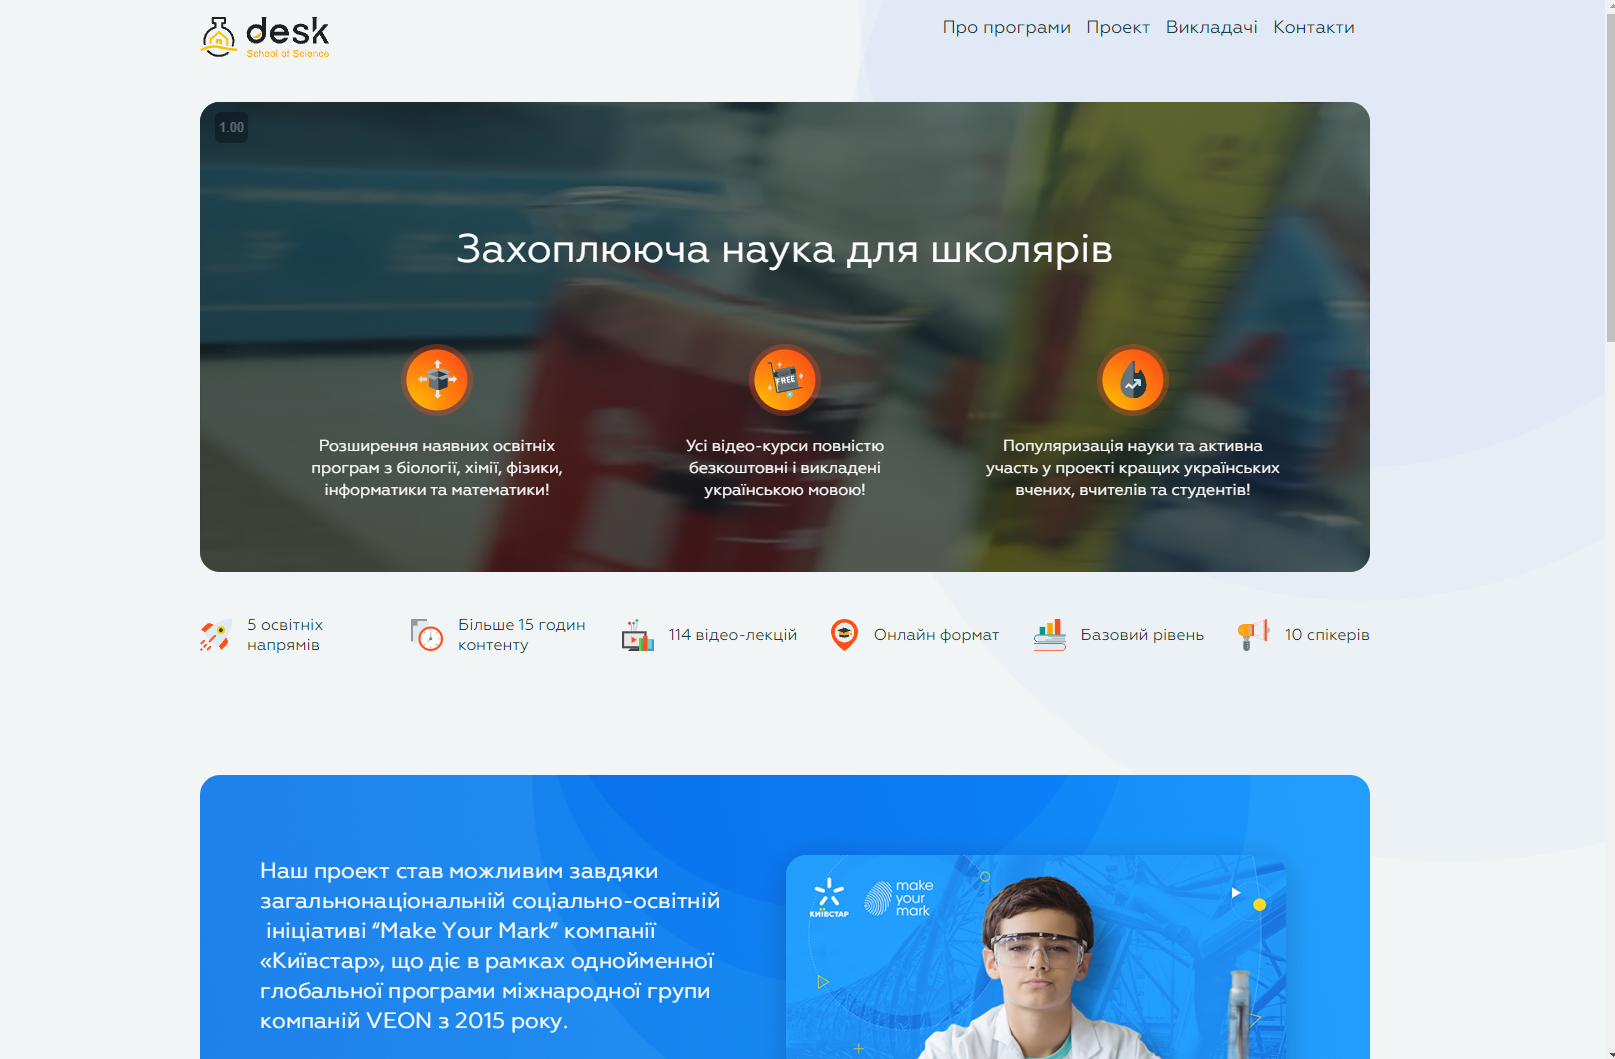 desk
School of Science
Про програми Проект Викладачі Контакти
1.00
Захоплююча наука для школярів
FREE
Розширення наявних освітніх
програм з біології, хімії, фізики,
інформатики та математики!
Усі відео-курси повністю
безкоштовні і викладені
українською мовою!
Популяризація науки та активна
участь у проекті кращих українських
вчених, вчителів та студентів!
5 освітніх
напрямів
Більше 15 годин
контенту
114 відео-лекцій
Онлайн формат
Базовий рівень
10 спікерів
Наш проект став можливим завдяки
загальнонаціональній соціально-освітній
ініціативі “Make Your Mark” компанії
«Київстар», що діє в рамках однойменної
глобальної програми міжнародної групи
компаній VEON з 2015 року.
КИЇВСТАР
make
your
mark